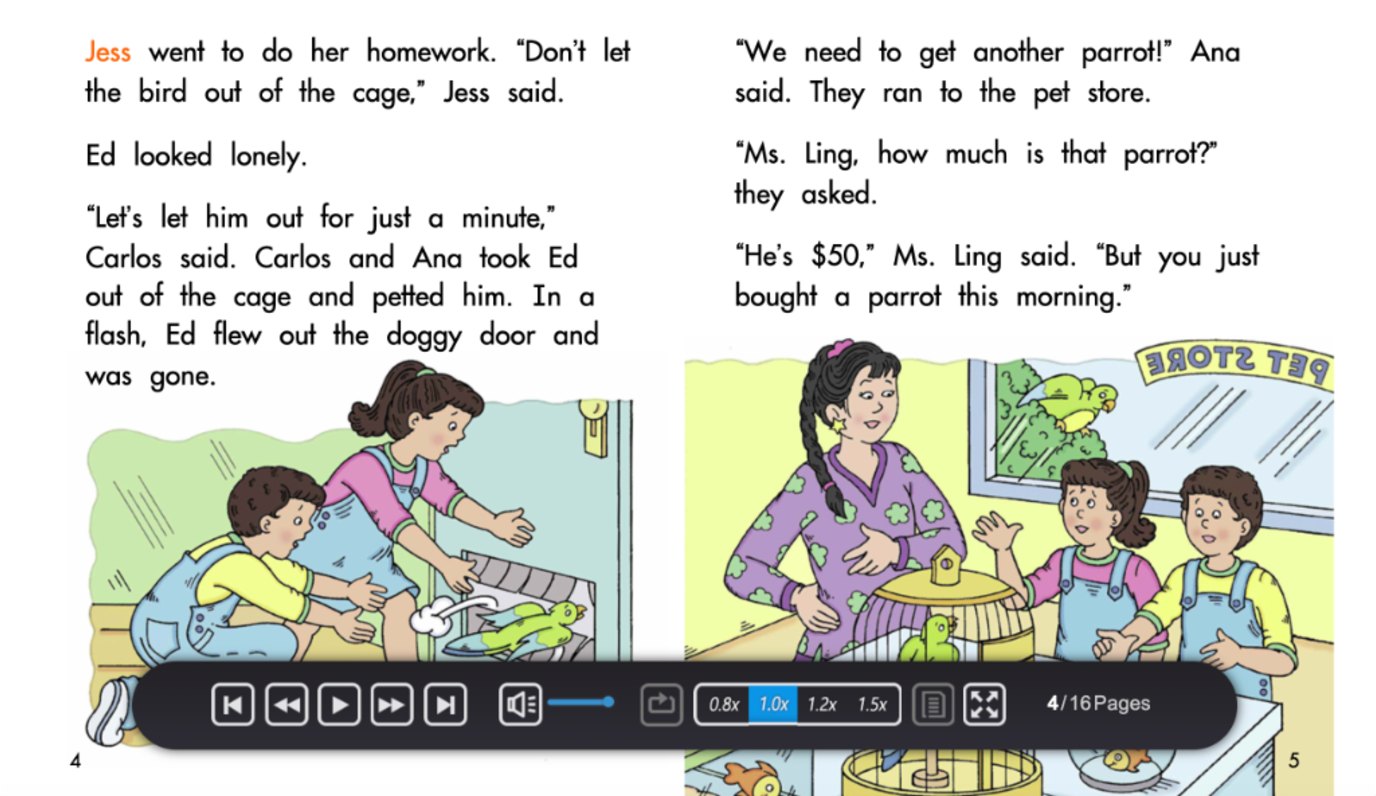 Jess went to do her homework. “Don’t let
the bird out of the cage,” Jess said.
Ed looked lonely.
“Let’s let him out for just a minute,”
Carlos said. Carlos and Ana took Ed
out of the cage and petted him. In a
flash, Ed flew out the doggy door and
was gone.
4
“We need to get another parrot!” Ana
said. They ran to the pet store.
“Ms. Ling, how much is that parrot?”
they asked.
“He’s $50,” Ms. Ling said. “But you just
bought a parrot this morning.”
PET STORE
5
0.8x 1.0x 1.2x 1.5x 4/16Pages